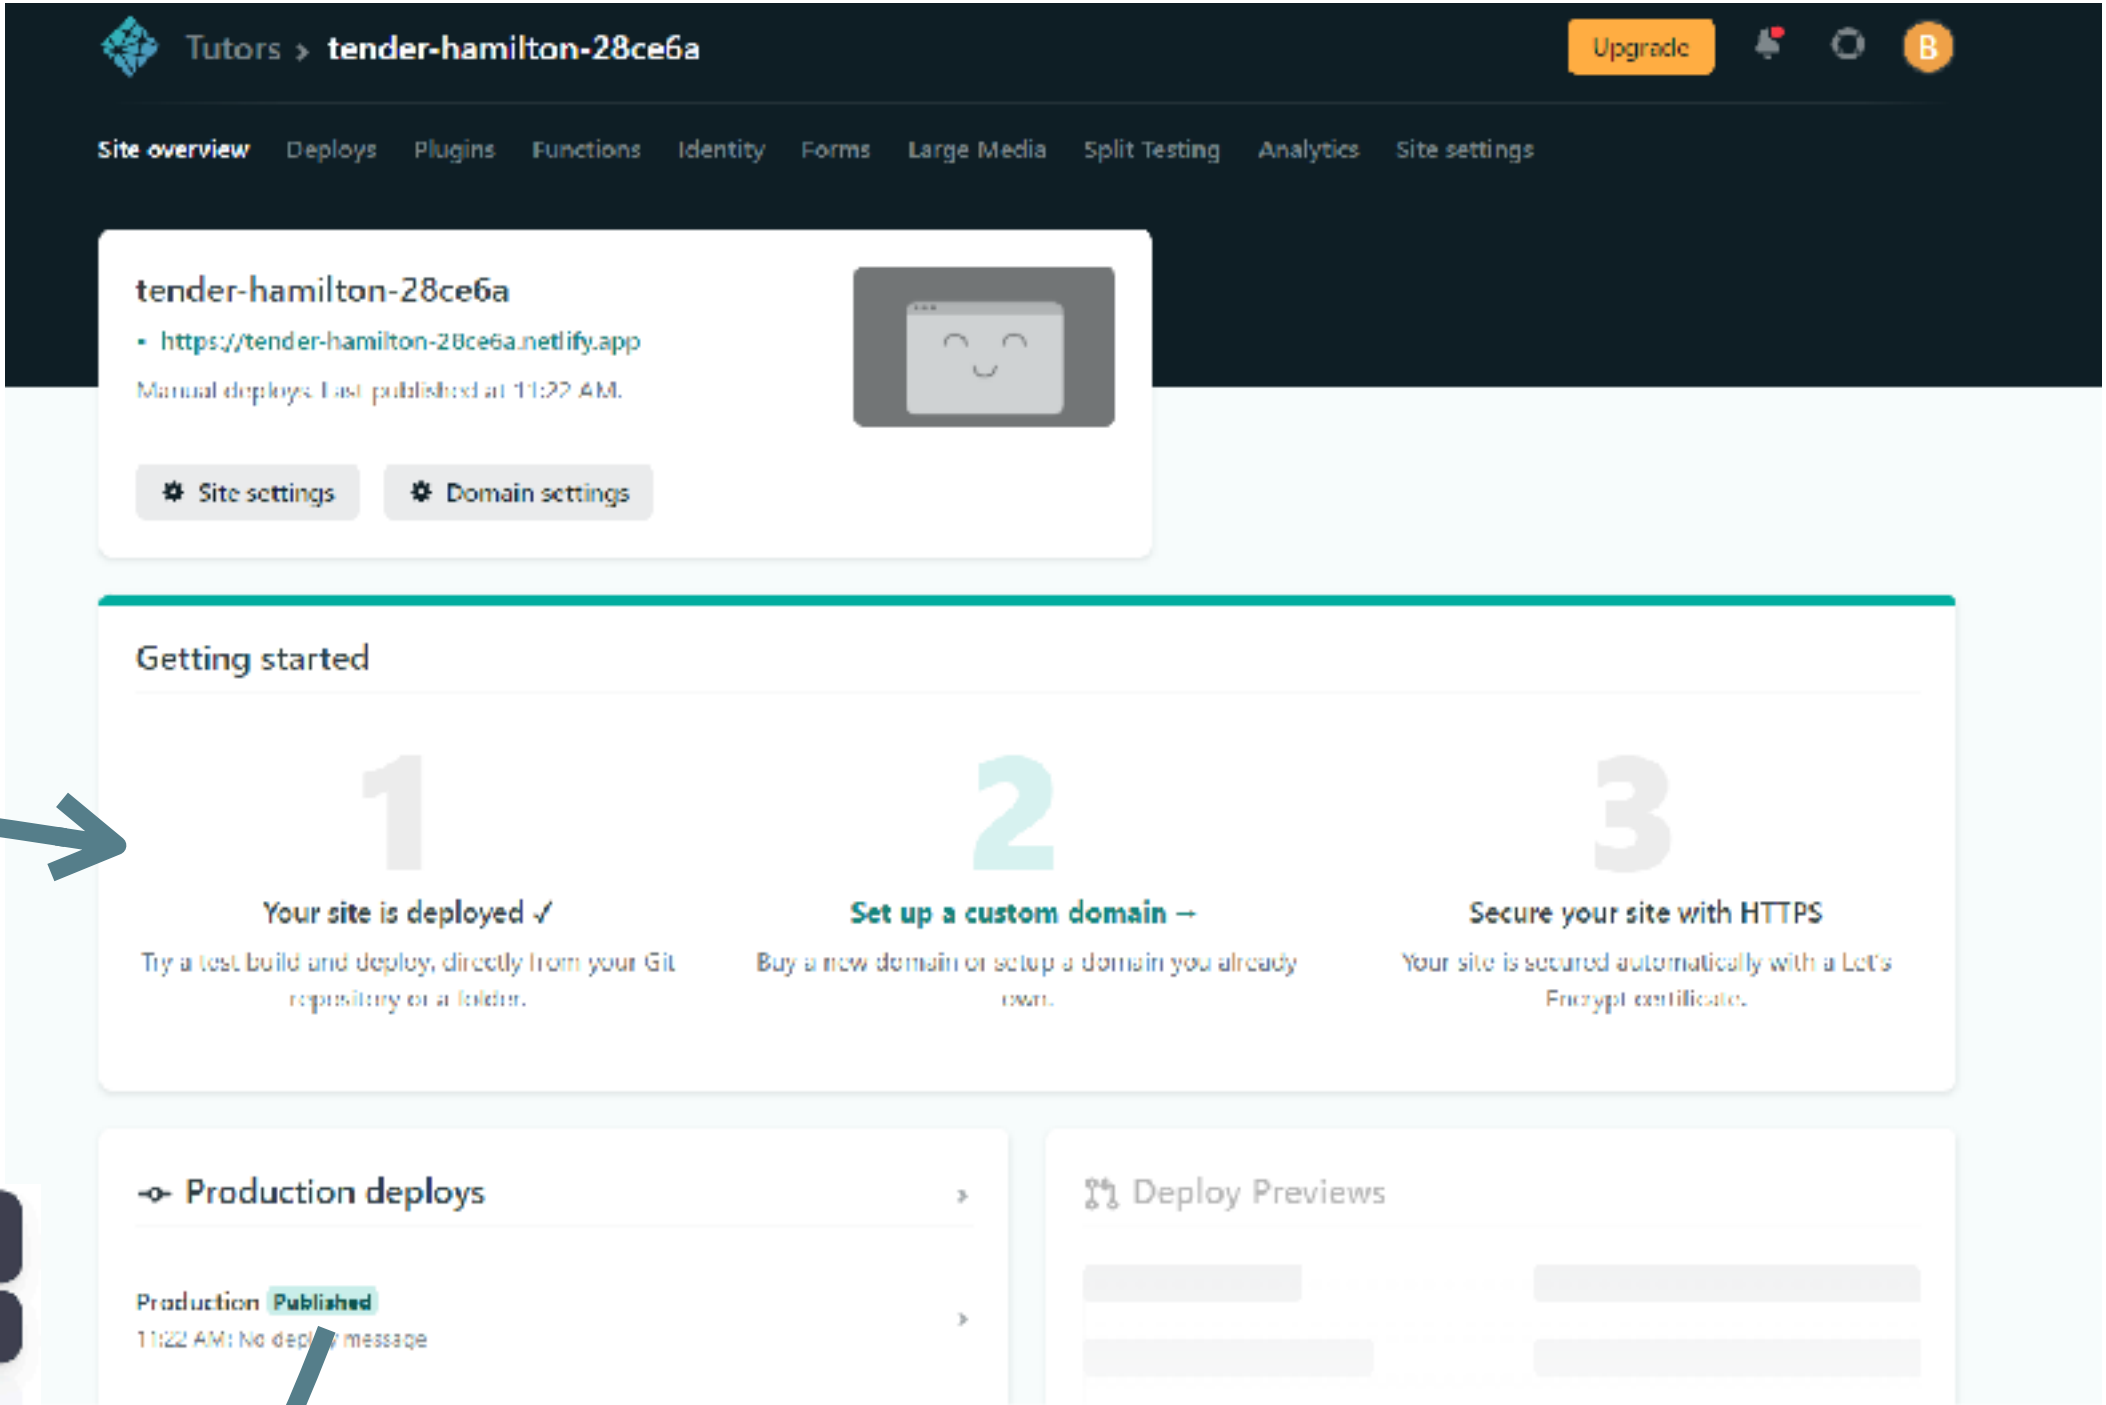 Tutors > tender-hamilton-28ce6a
Upgrade
B
Site overview Deploys Plugins Functions Identity Forms Large Media Split Testing Analytics Site settings
tender-hamilton-28ce6a
• https://tender-hamilton-28ce6a.netlify.app
Manual deploys. Last published at 11:22 AM.
Site settings
Domain settings
Getting started
1
Your site is deployed ✓
Try a test build and deploy, directly from your Git
repository or a folder.
2
Set up a custom domain →
Buy a new domain or setup a domain you already
own.
3
Secure your site with HTTPS
Your site is secured automatically with a Let's
Encrypt certificate.
Production deploys
Production Published
11:22 AM: No deploy message
Deploy Previews